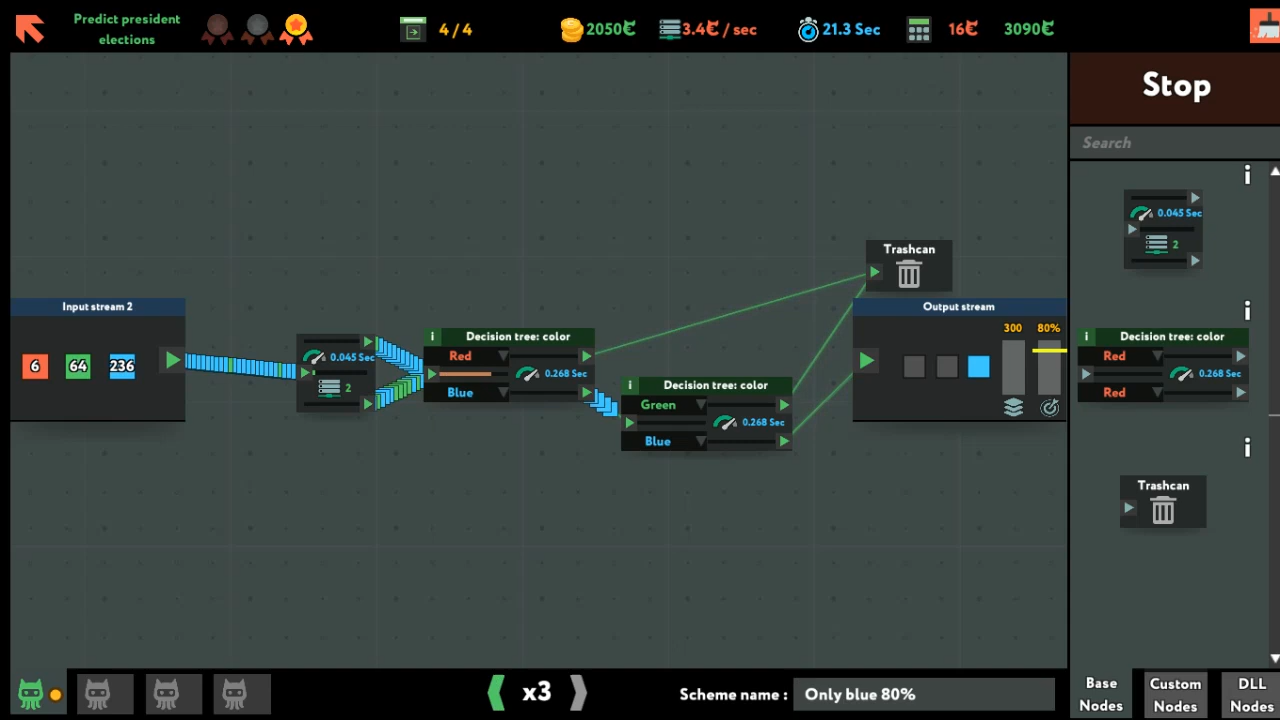 Predict president
elections
4 / 4
2050₾
3.4₾ / sec
21.3 Sec
16₾
3090₾
Stop
Search
i
0.045 Sec
2
Trashcan
Input stream 2
6
64
236
0.045 Sec
2
i
Decision tree: color
Red
0.268 Sec
Blue
i
Decision tree: color
Green
0.268 Sec
Blue
Output stream
300
80%
i
i
Decision tree: color
Red
0.268 Sec
Red
i
Trashcan
x3
Scheme name :
Only blue 80%
Base
Nodes
Custom
Nodes
DLL
Nodes